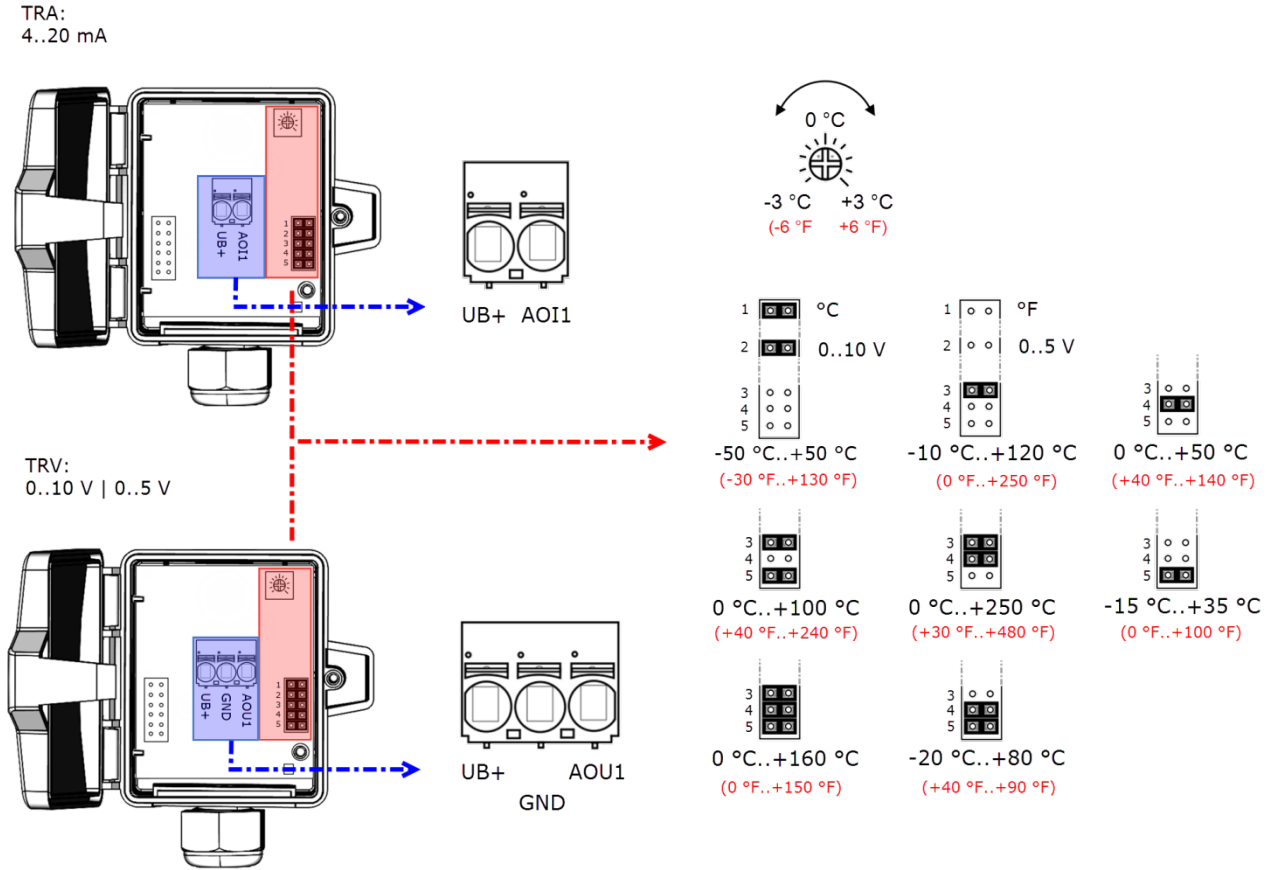 TRA:
4..20 mA
UB+
AOI1
1
2
3
4
5
UB+ AOI1
TRV:
0..10 V | 0..5 V
UB+
GND
AOU1
1
2
3
4
5
UB+ AOU1
GND
0 °C
-3 °C +3 °C
(-6 °F +6 °F)
1 °C
2 0..10 V
3
4
5
-50 °C..+50 °C
(-30 °F..+130 °F)
1 °F
2 0..5 V
3
4
5
-10 °C..+120 °C
(0 °F..+250 °F)
3
4
5
0 °C..+50 °C
(+40 °F..+140 °F)
3
4
5
0 °C..+100 °C
(+40 °F..+240 °F)
3
4
5
0 °C..+250 °C
(+30 °F..+480 °F)
3
4
5
-15 °C..+35 °C
(0 °F..+100 °F)
3
4
5
0 °C..+160 °C
(0 °F..+150 °F)
3
4
5
-20 °C..+80 °C
(+40 °F..+90 °F)